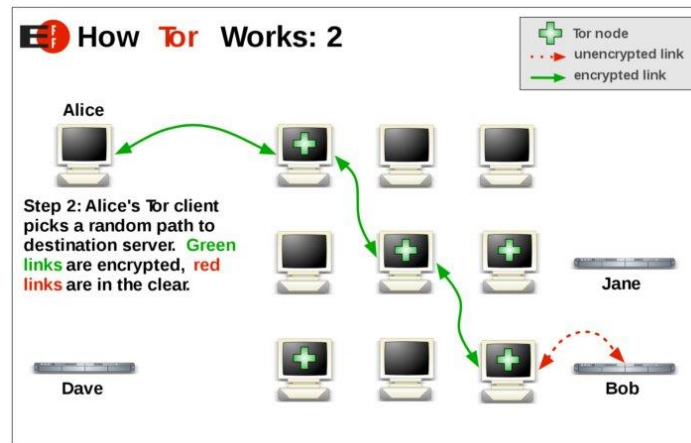 EFF How Tor Works: 2
Tor node
unencrypted link
encrypted link
Alice
Step 2: Alice's Tor client
picks a random path to
destination server. Green
links are encrypted, red
links are in the clear.
Jane
Dave
Bob